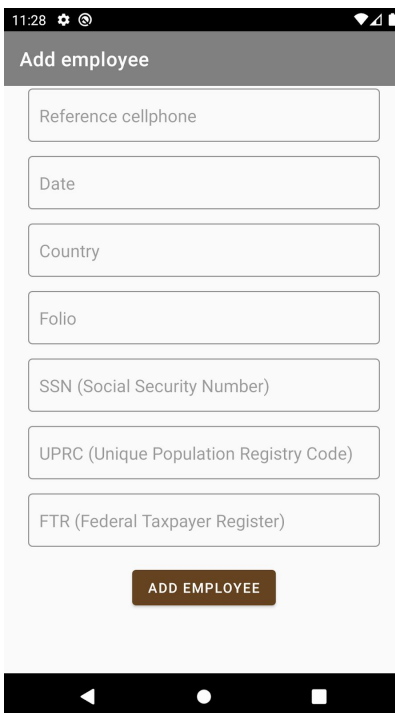 11:28
Add employee
Reference cellphone
Date
Country
Folio
SSN (Social Security Number)
UPRC (Unique Population Registry Code)
FTR (Federal Taxpayer Register)
ADD EMPLOYEE